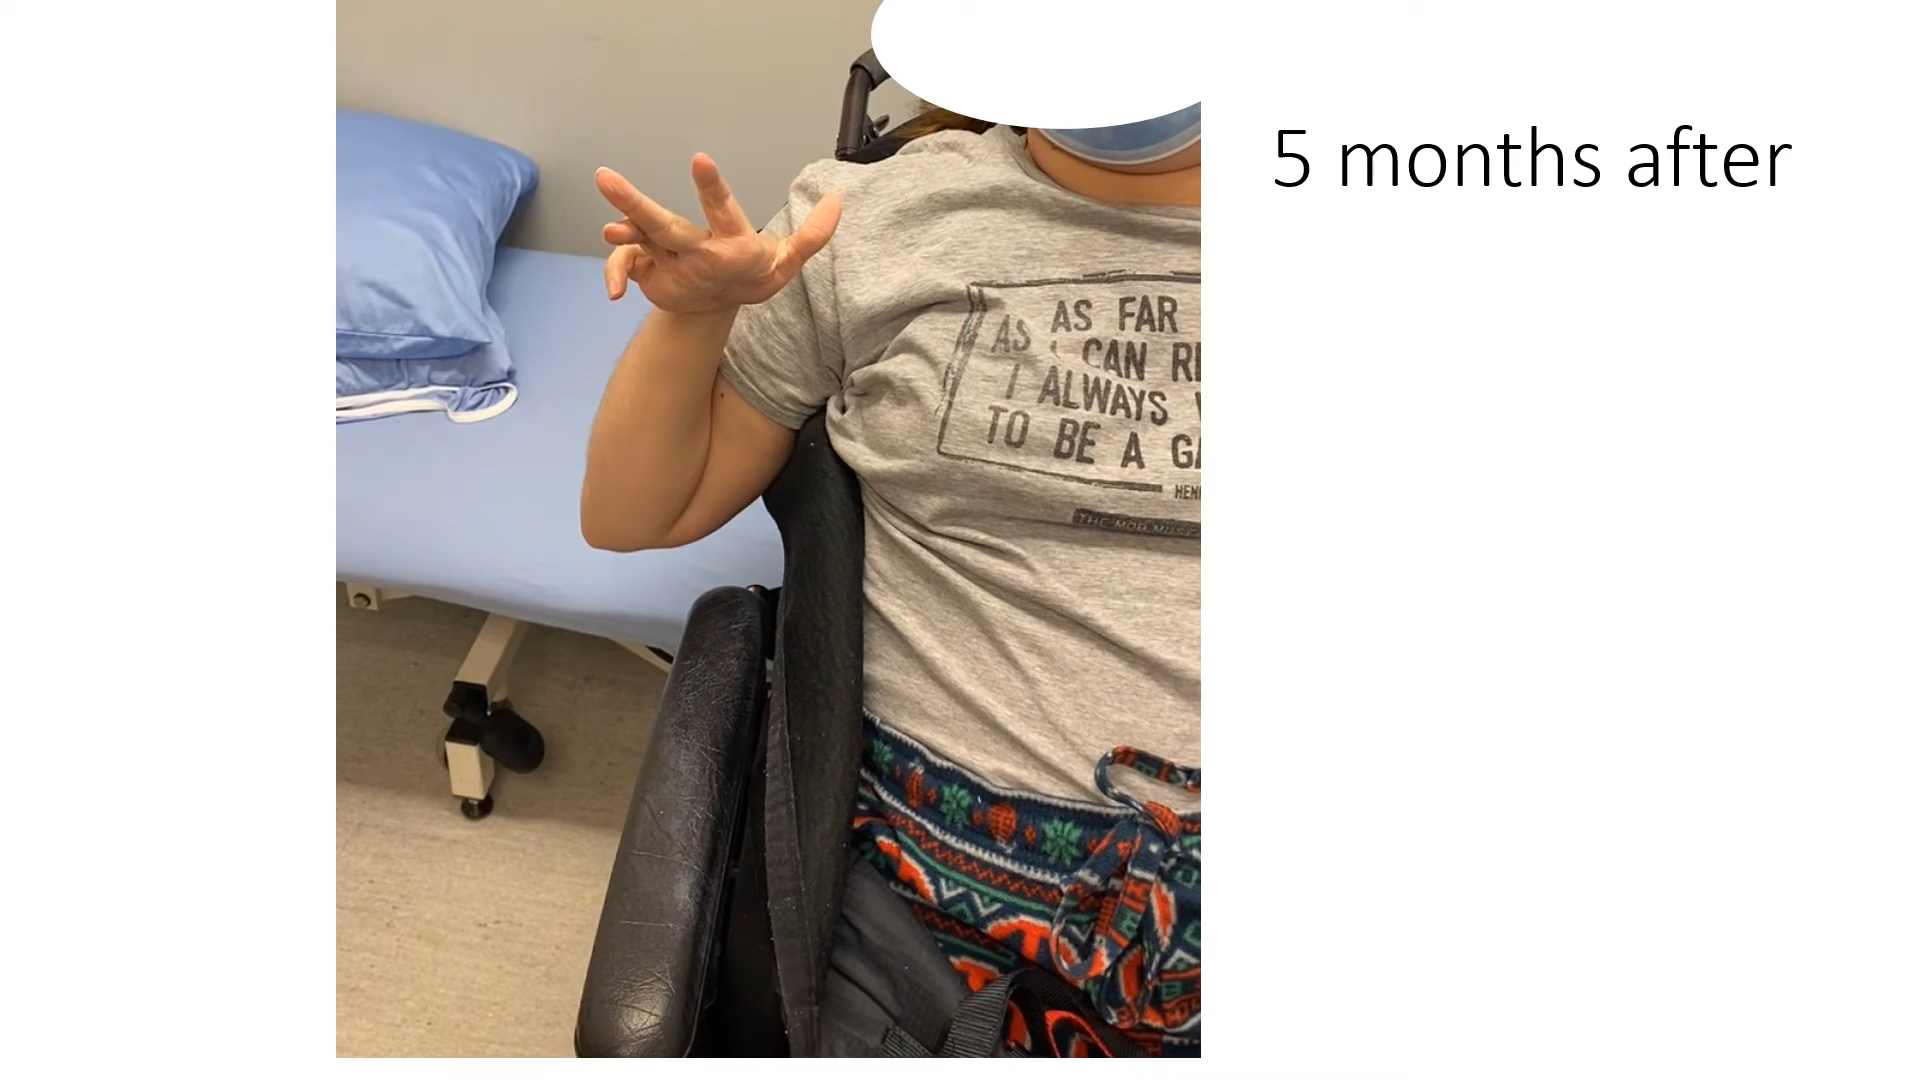 5 months after
AS FAR
AS I CAN
I ALWAYS
TO BE A